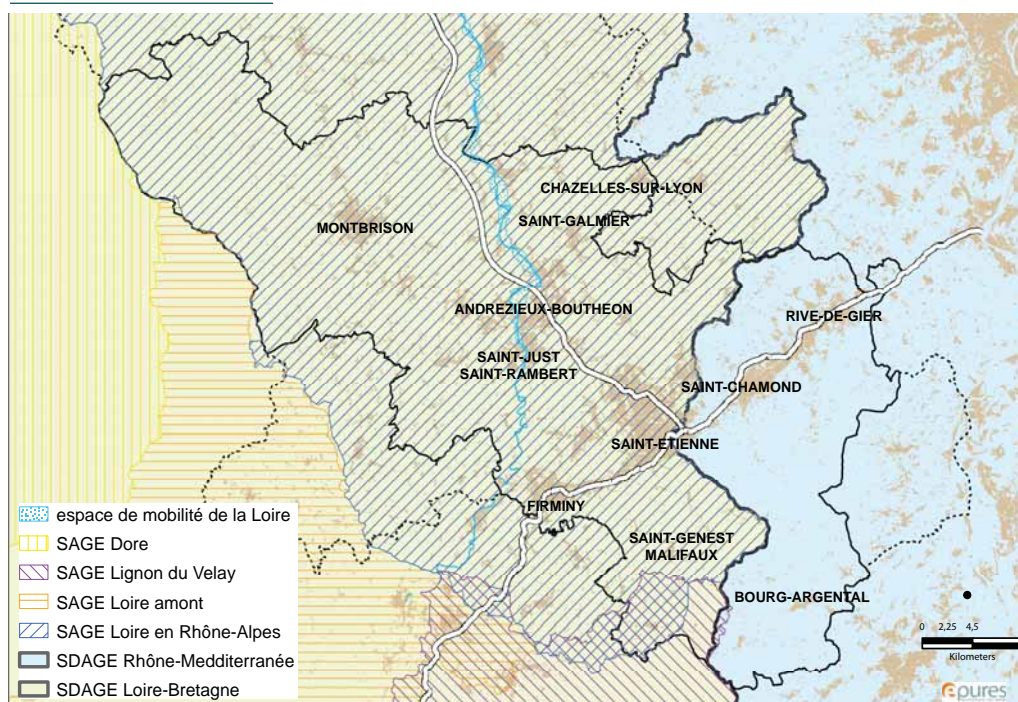 CHAZELLES-SUR-LYON
SAINT-GALMIER
MONTBRISON
ANDREZIEUX-BOUTHEON
RIVE-DE-GIER
SAINT-JUST
SAINT-RAMBERT
SAINT-CHAMOND
SAINT-ETIENNE
FIRMINY
SAINT-GENEST
MALIFAUX
BOURG-ARGENTAL
espace de mobilité de la Loire
SAGE Dore
SAGE Lignon du Velay
SAGE Loire amont
SAGE Loire en Rhône-Alpes
SDAGE Rhône-Medditerranée
SDAGE Loire-Bretagne
0 2,25 4,5
Kilometers
epures